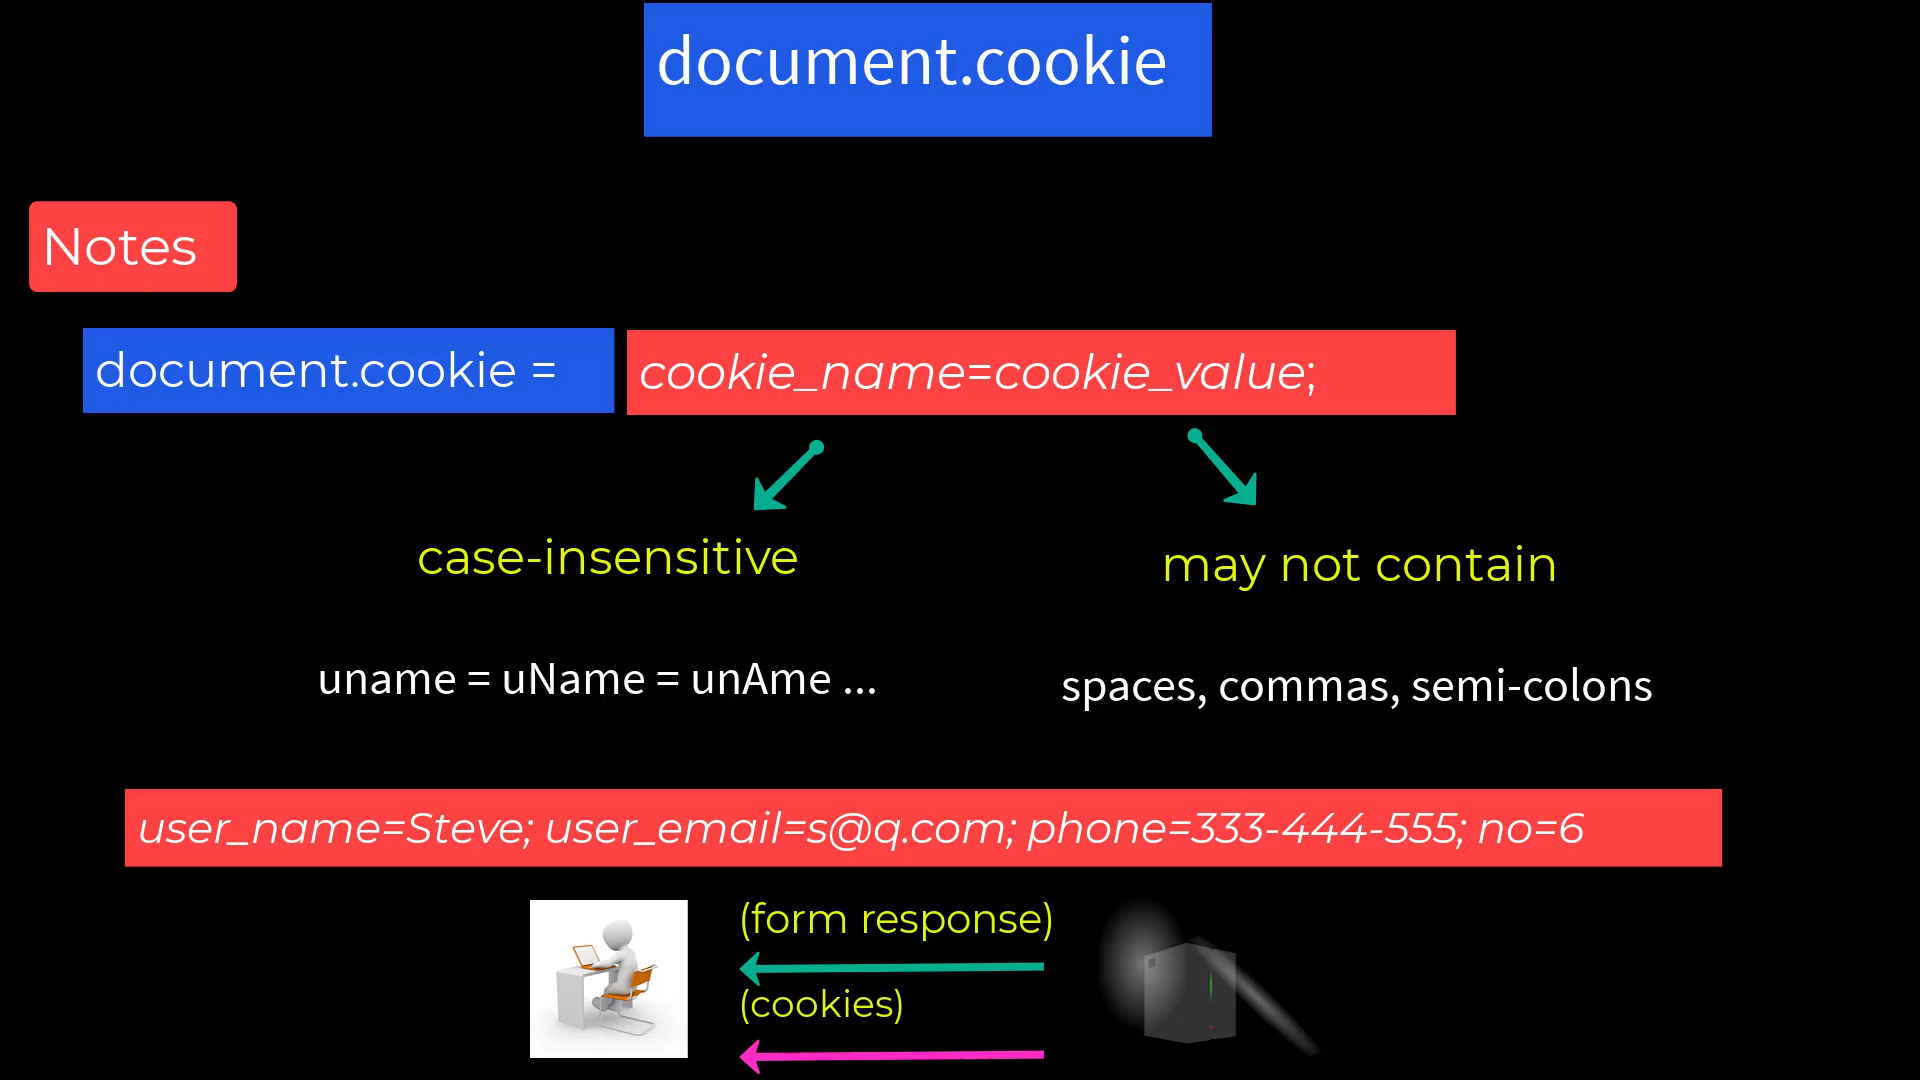 document.cookie
Notes
document.cookie = cookie_name=cookie_value;
case-insensitive
may not contain
uname = uName = unAme ...
spaces, commas, semi-colons
user_name=Steve; user_email=s@q.com; phone=333-444-555; no=6
(form response)
(cookies)